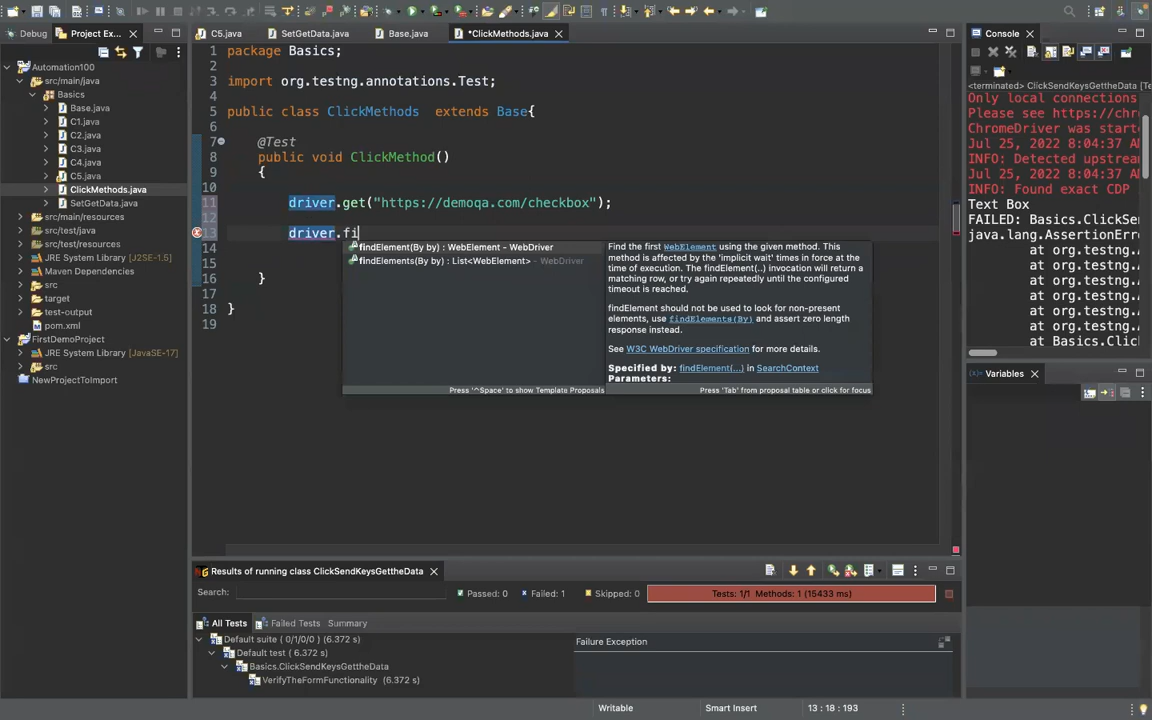 Debug
Project Ex...
Automation100
src/main/java
Basics
Base.java
C1.java
C2.java
C3.java
C4.java
C5.java
ClickMethods.java
SetGetData.java
src/main/resources
src/test/java
src/test/resources
JRE System Library [J2SE-1.5]
Maven Dependencies
src
target
test-output
pom.xml
FirstDemoProject
JRE System Library [JavaSE-17]
src
NewProjectToImport
C5.java
SetGetData.java
Base.java
*ClickMethods.java
1 package Basics;
2
3 import org.testng.annotations.Test;
4
5 public class ClickMethods extends Base{
6
7 @Test
8 public void ClickMethod()
9 {
10
11 driver.get("https://demoqa.com/checkbox");
12
13 driver.fi
14
15
16 }
17
18 }
19
findElement(By by) : WebElement - WebDriver
findElements(By by) : List<WebElement> - WebDriver
Press '^Space' to show Template Proposals
Find the first WebElement using the given method. This
method is affected by the 'implicit wait' times in force at the
time of execution. The findElement(..) invocation will return a
matching row, or try again repeatedly until the configured
timeout is reached.
findElement should not be used to look for non-present
elements, use findElements(By) and assert zero length
response instead.
See W3C WebDriver specification for more details.
Specified by: findElement(...) in SearchContext
Parameters:
Press 'Tab' from proposal table or click for focus
Console
<terminated> ClickSendKeysGettheData [Te
Only local connections
Please see https://chr
ChromeDriver was start
Jul 25, 2022 8:04:37 A
INFO: Detected upstrea
Jul 25, 2022 8:04:37 A
INFO: Found exact CDP
Text Box
FAILED: Basics.ClickSe
java.lang.AssertionErr
at org.testng.A
at org.testng.A
at org.testng.A
at org.testng.A
at org.testng.A
at Basics.Click
Variables
Results of running class ClickSendKeysGettheData
Search:
Passed: 0
Failed: 1
Skipped: 0
Tests: 1/1 Methods: 1 (15433 ms)
All Tests
Failed Tests
Summary
Default suite ( 0/1/0/0 ) (6.372 s)
Default test (6.372 s)
Basics.ClickSendKeysGettheData
VerifyTheFormFunctionality (6.372 s)
Failure Exception
Writable
Smart Insert
13 : 18 : 193